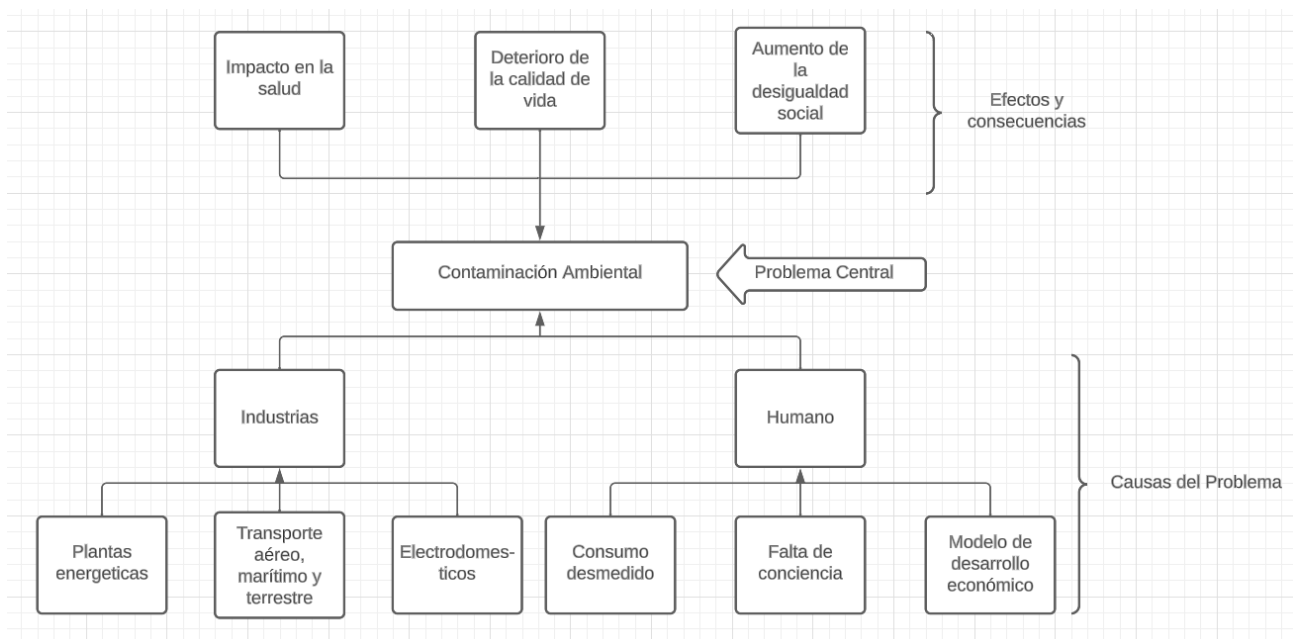 Impacto en la
salud
Deterioro de
la calidad de
vida
Aumento de
la
desigualdad
social
Efectos y
consecuencias
Contaminación Ambiental
Problema Central
Industrias
Humano
Causas del Problema
Plantas
energeticas
Transporte
aéreo,
marítimo y
terrestre
Electrodomes-
ticos
Consumo
desmedido
Falta de
conciencia
Modelo de
desarrollo
económico